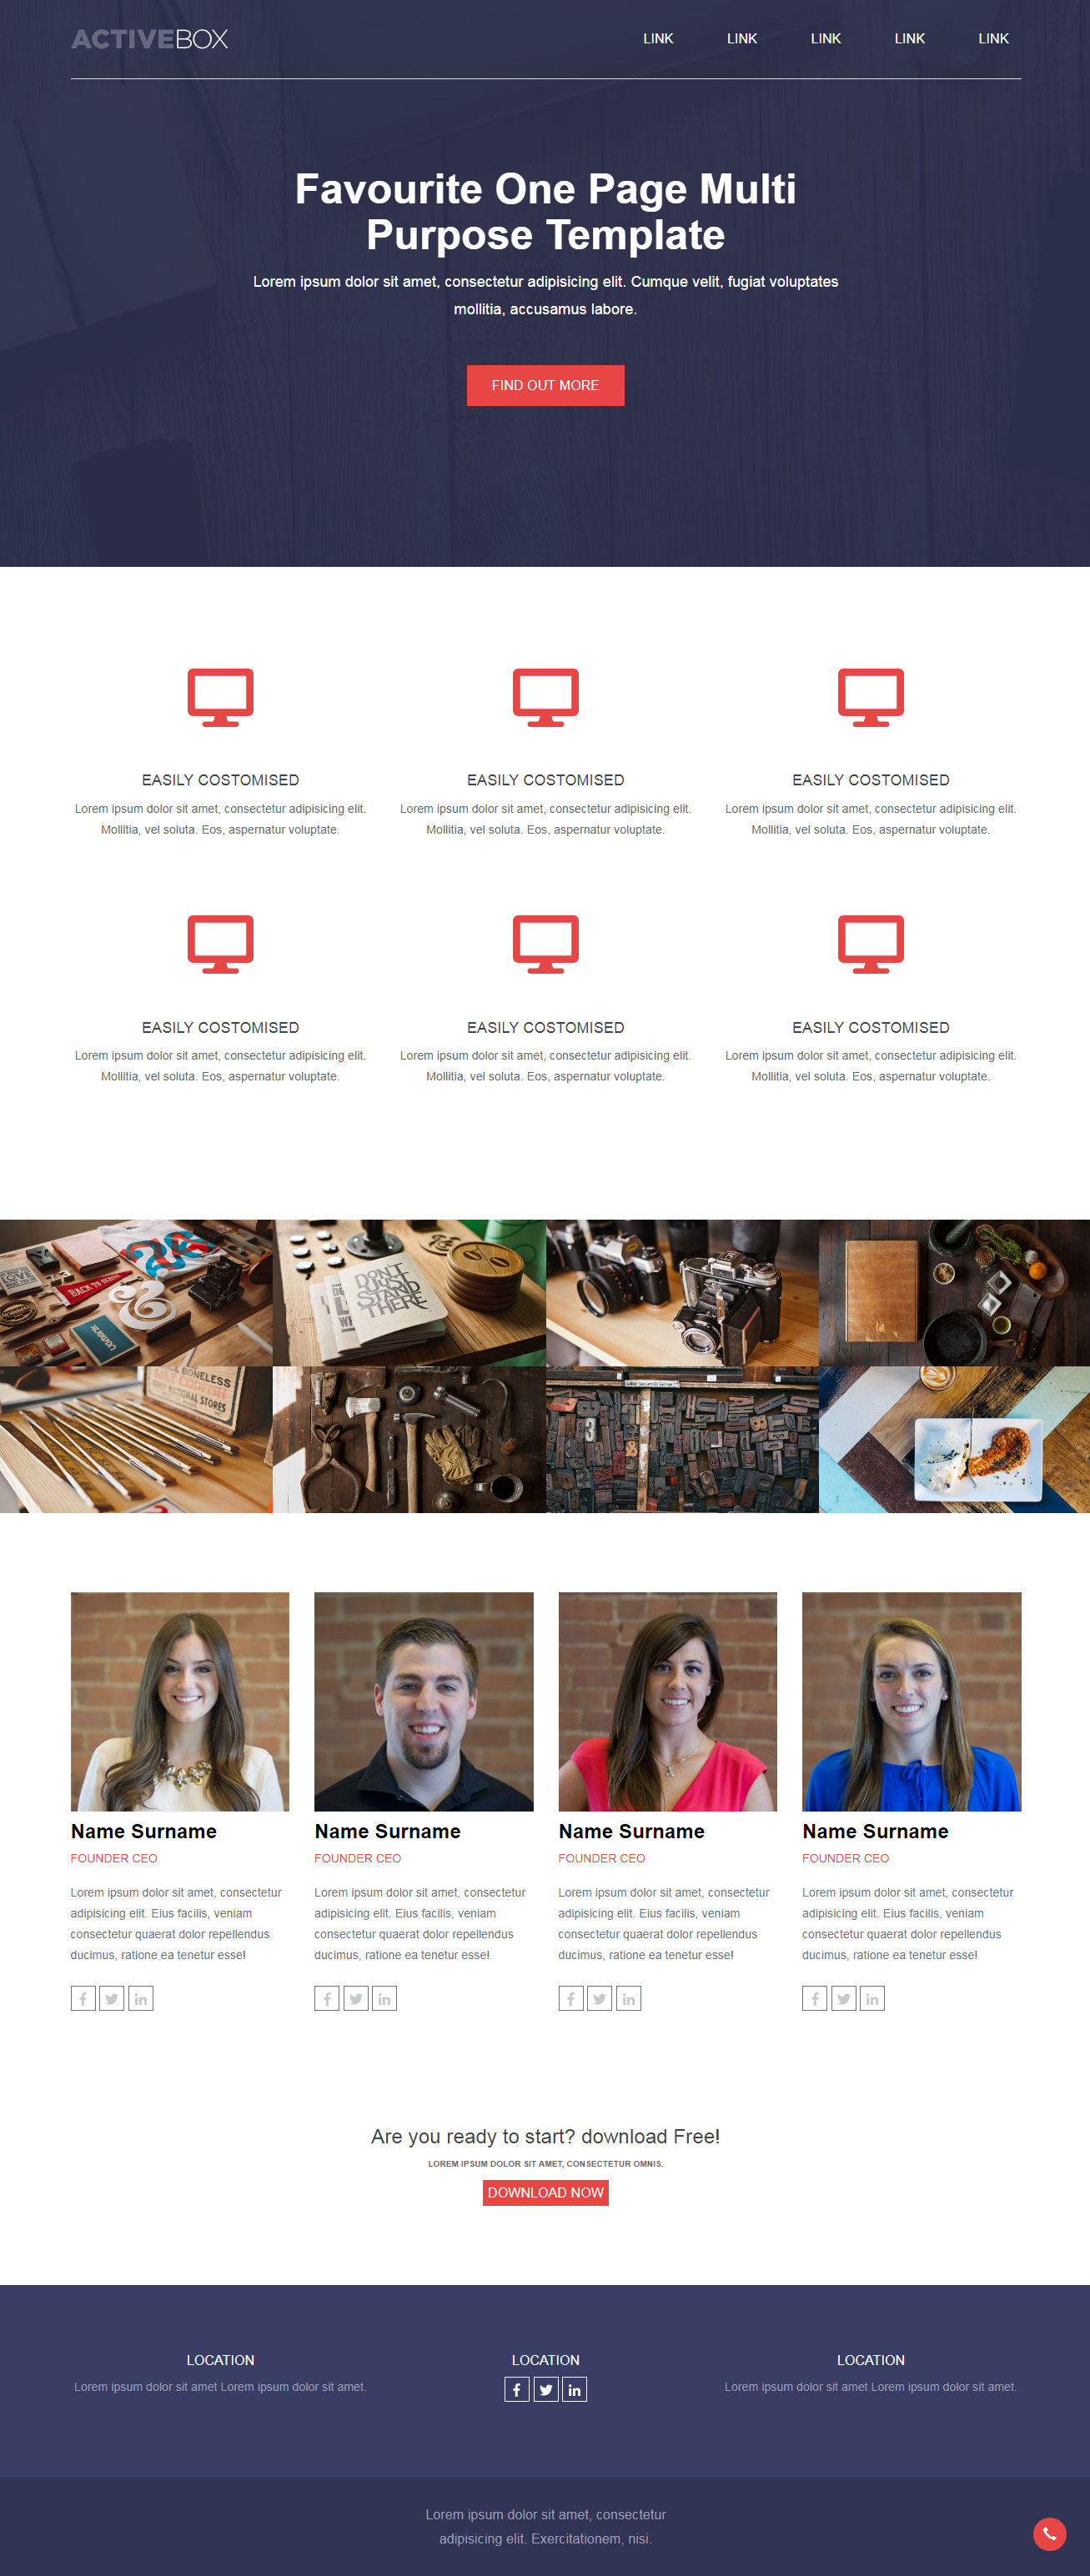 ACTIVEBOX
LINK LINK LINK LINK LINK
Favourite One Page Multi
Purpose Template
Lorem ipsum dolor sit amet, consectetur adipisicing elit. Cumque velit, fugiat voluptates
mollitia, accusamus labore.
FIND OUT MORE
EASILY COSTOMISED
Lorem ipsum dolor sit amet, consectetur adipisicing elit.
Mollitia, vel soluta. Eos, aspernatur voluptate.
EASILY COSTOMISED
Lorem ipsum dolor sit amet, consectetur adipisicing elit.
Mollitia, vel soluta. Eos, aspernatur voluptate.
EASILY COSTOMISED
Lorem ipsum dolor sit amet, consectetur adipisicing elit.
Mollitia, vel soluta. Eos, aspernatur voluptate.
EASILY COSTOMISED
Lorem ipsum dolor sit amet, consectetur adipisicing elit.
Mollitia, vel soluta. Eos, aspernatur voluptate.
EASILY COSTOMISED
Lorem ipsum dolor sit amet, consectetur adipisicing elit.
Mollitia, vel soluta. Eos, aspernatur voluptate.
EASILY COSTOMISED
Lorem ipsum dolor sit amet, consectetur adipisicing elit.
Mollitia, vel soluta. Eos, aspernatur voluptate.
BACK TO
DON'T
JUST
STAND
THERE
BONELESS
NATIONAL STORES
Name Surname
FOUNDER CEO
Lorem ipsum dolor sit amet, consectetur
adipisicing elit. Eius facilis, veniam
consectetur quaerat dolor repellendus
ducimus, ratione ea tenetur esse!
Name Surname
FOUNDER CEO
Lorem ipsum dolor sit amet, consectetur
adipisicing elit. Eius facilis, veniam
consectetur quaerat dolor repellendus
ducimus, ratione ea tenetur esse!
Name Surname
FOUNDER CEO
Lorem ipsum dolor sit amet, consectetur
adipisicing elit. Eius facilis, veniam
consectetur quaerat dolor repellendus
ducimus, ratione ea tenetur esse!
Name Surname
FOUNDER CEO
Lorem ipsum dolor sit amet, consectetur
adipisicing elit. Eius facilis, veniam
consectetur quaerat dolor repellendus
ducimus, ratione ea tenetur esse!
Are you ready to start? download Free!
LOREM IPSUM DOLOR SIT AMET, CONSECTETUR OMNIS.
DOWNLOAD NOW
LOCATION
Lorem ipsum dolor sit amet Lorem ipsum dolor sit amet.
LOCATION
LOCATION
Lorem ipsum dolor sit amet Lorem ipsum dolor sit amet.
Lorem ipsum dolor sit amet, consectetur
adipisicing elit. Exercitationem, nisi.